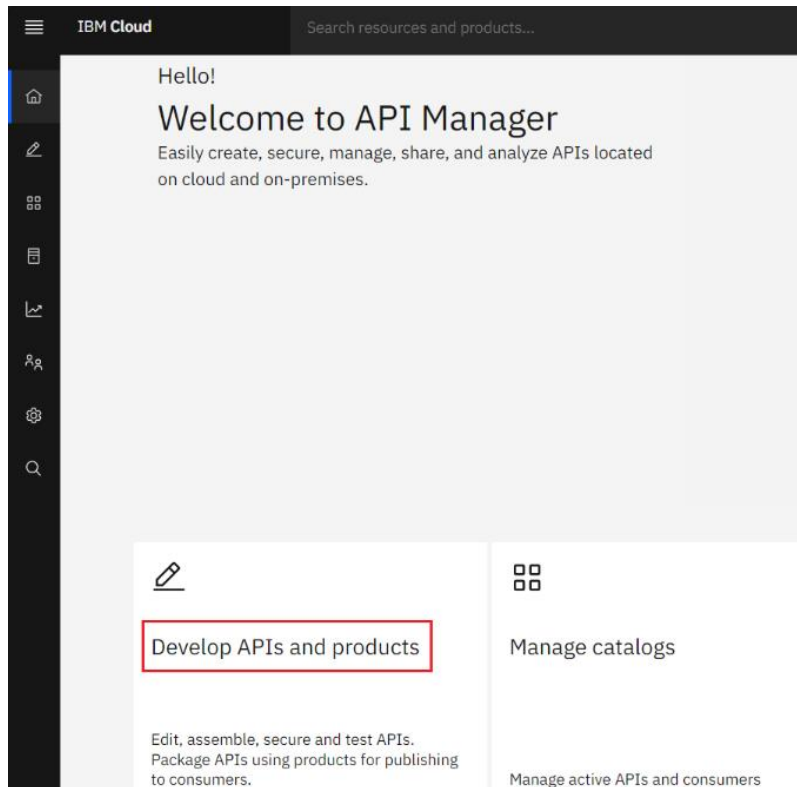 IBM Cloud
Search resources and products...
Hello!
Welcome to API Manager
Easily create, secure, manage, share, and analyze APIs located
on cloud and on-premises.
Develop APIs and products
Edit, assemble, secure and test APIs.
Package APIs using products for publishing
to consumers.
Manage catalogs
Manage active APIs and consumers